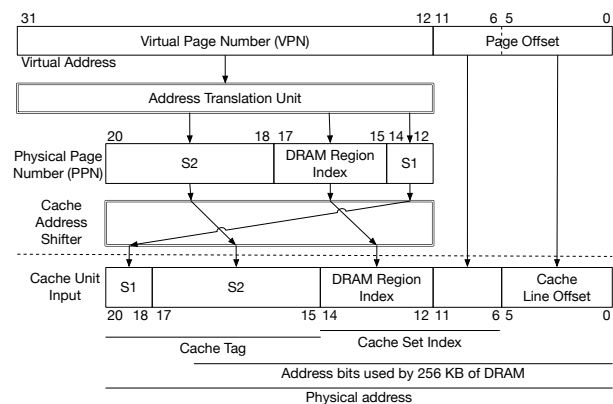 31 12 11 6 5 0
Virtual Page Number (VPN) Page Offset
Virtual Address
Address Translation Unit
20 18 17 15 14 12
Physical Page
Number (PPN)
S2 DRAM Region
Index S1
Cache
Address
Shifter
Cache Unit
Input
S1 S2 DRAM Region
Index Cache
Line Offset
20 18 17 15 14 12 11 6 5 0
Cache Tag Cache Set Index
Address bits used by 256 KB of DRAM
Physical address